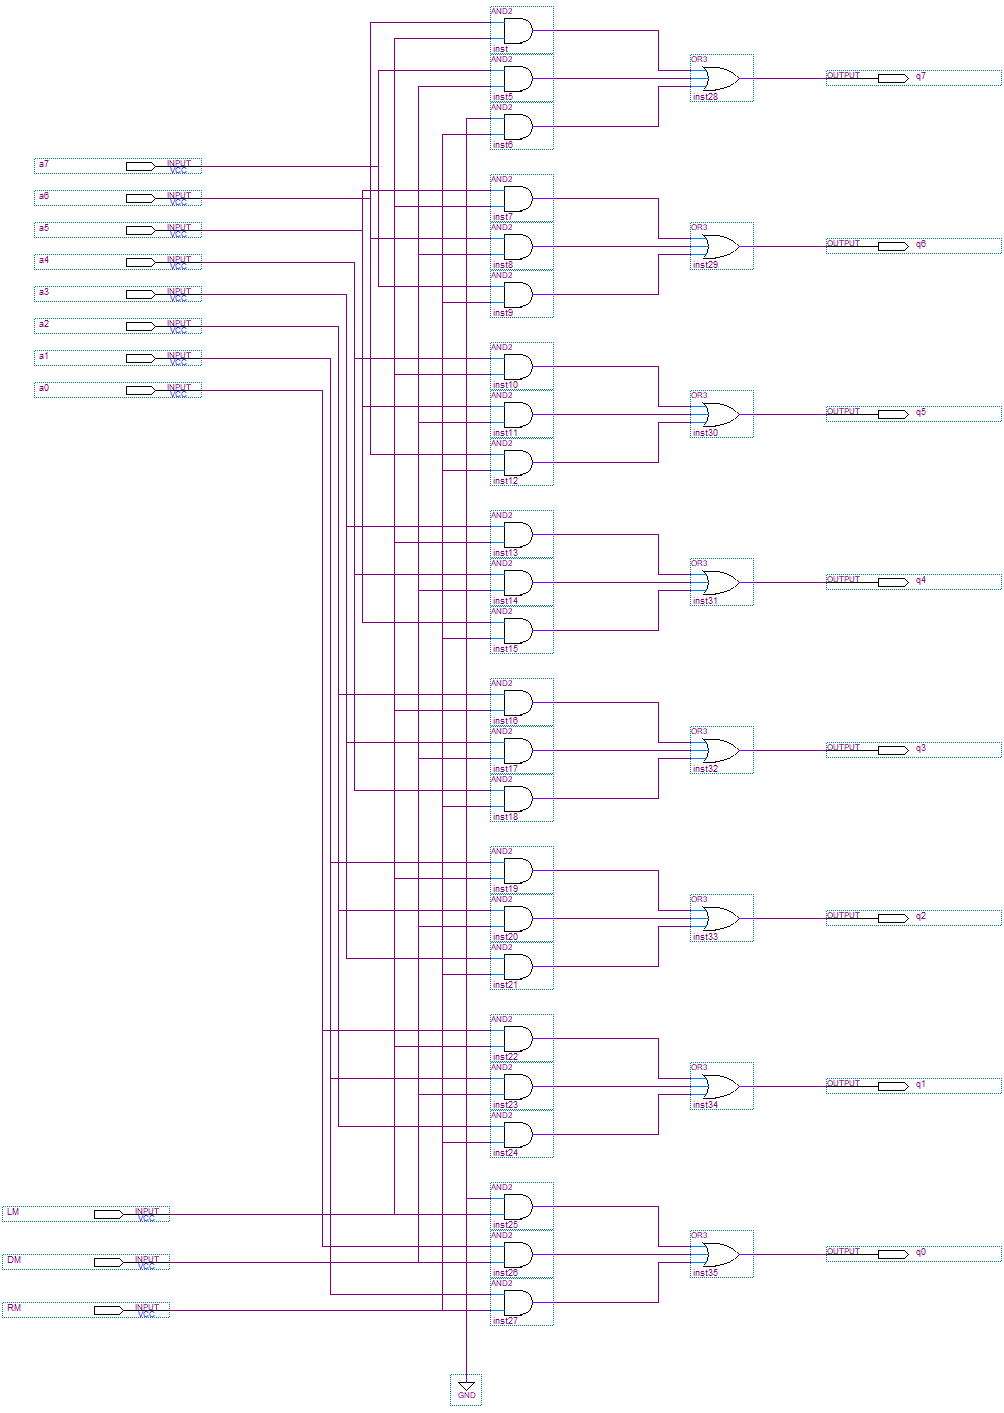 AND2
inst
AND2
OR3
OUTPUT q7
inst5
inst28
AND2
inst6
a7 INPUT
VCC
AND2
a6 INPUT
VCC
inst7
a5 INPUT
VCC
AND2
OR3
OUTPUT q6
a4 INPUT
VCC
inst8
inst29
AND2
a3 INPUT
VCC
inst9
a2 INPUT
VCC
AND2
a1 INPUT
VCC
inst10
a0 INPUT
VCC
AND2
OR3
OUTPUT q5
inst11
inst30
AND2
inst12
AND2
inst13
AND2
OR3
OUTPUT q4
inst14
inst31
AND2
inst15
AND2
inst16
AND2
OR3
OUTPUT q3
inst17
inst32
AND2
inst18
AND2
inst19
AND2
OR3
OUTPUT q2
inst20
inst33
AND2
inst21
AND2
inst22
AND2
OR3
OUTPUT q1
inst23
inst34
AND2
inst24
AND2
LM INPUT
VCC
inst25
AND2
OR3
OUTPUT q0
DM INPUT
VCC
inst26
inst35
AND2
RM INPUT
VCC
inst27
GND